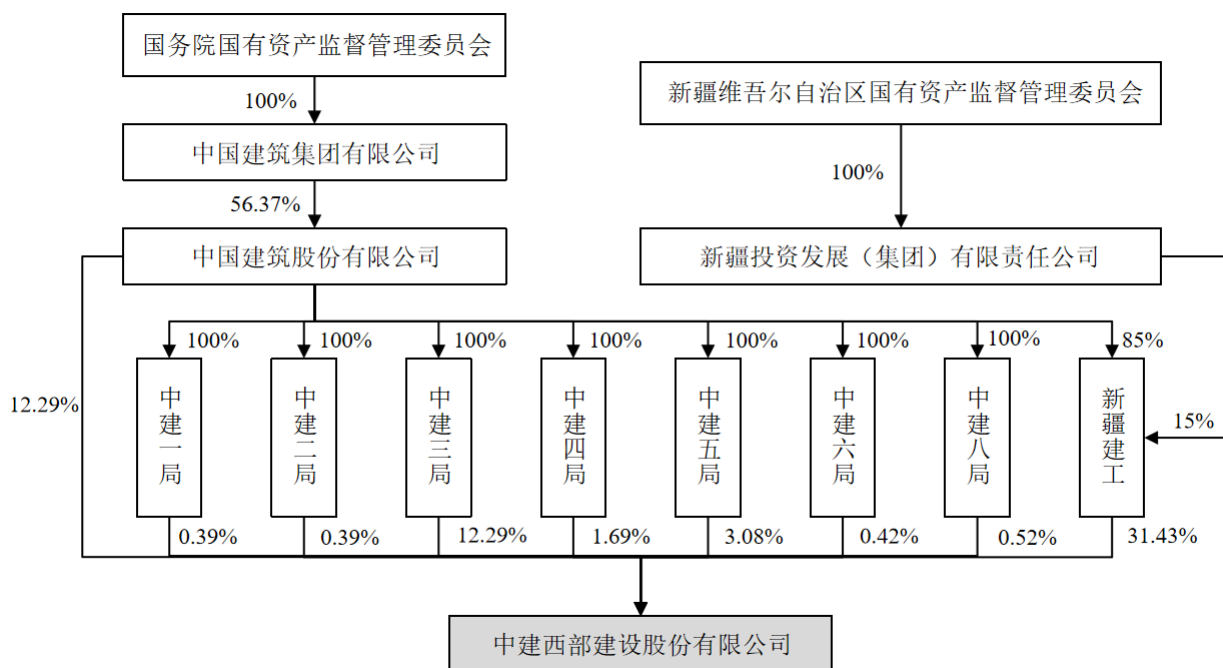 国务院国有资产监督管理委员会
新疆维吾尔自治区国有资产监督管理委员会
100%
中国建筑集团有限公司
100%
56.37%
中国建筑股份有限公司
新疆投资发展（集团）有限责任公司
100%
100%
100%
100%
100%
100%
100%
85%
12.29%
中建一局
中建二局
中建三局
中建四局
中建五局
中建六局
中建八局
新疆建工
15%
0.39%
0.39%
12.29%
1.69%
3.08%
0.42%
0.52%
31.43%
中建西部建设股份有限公司